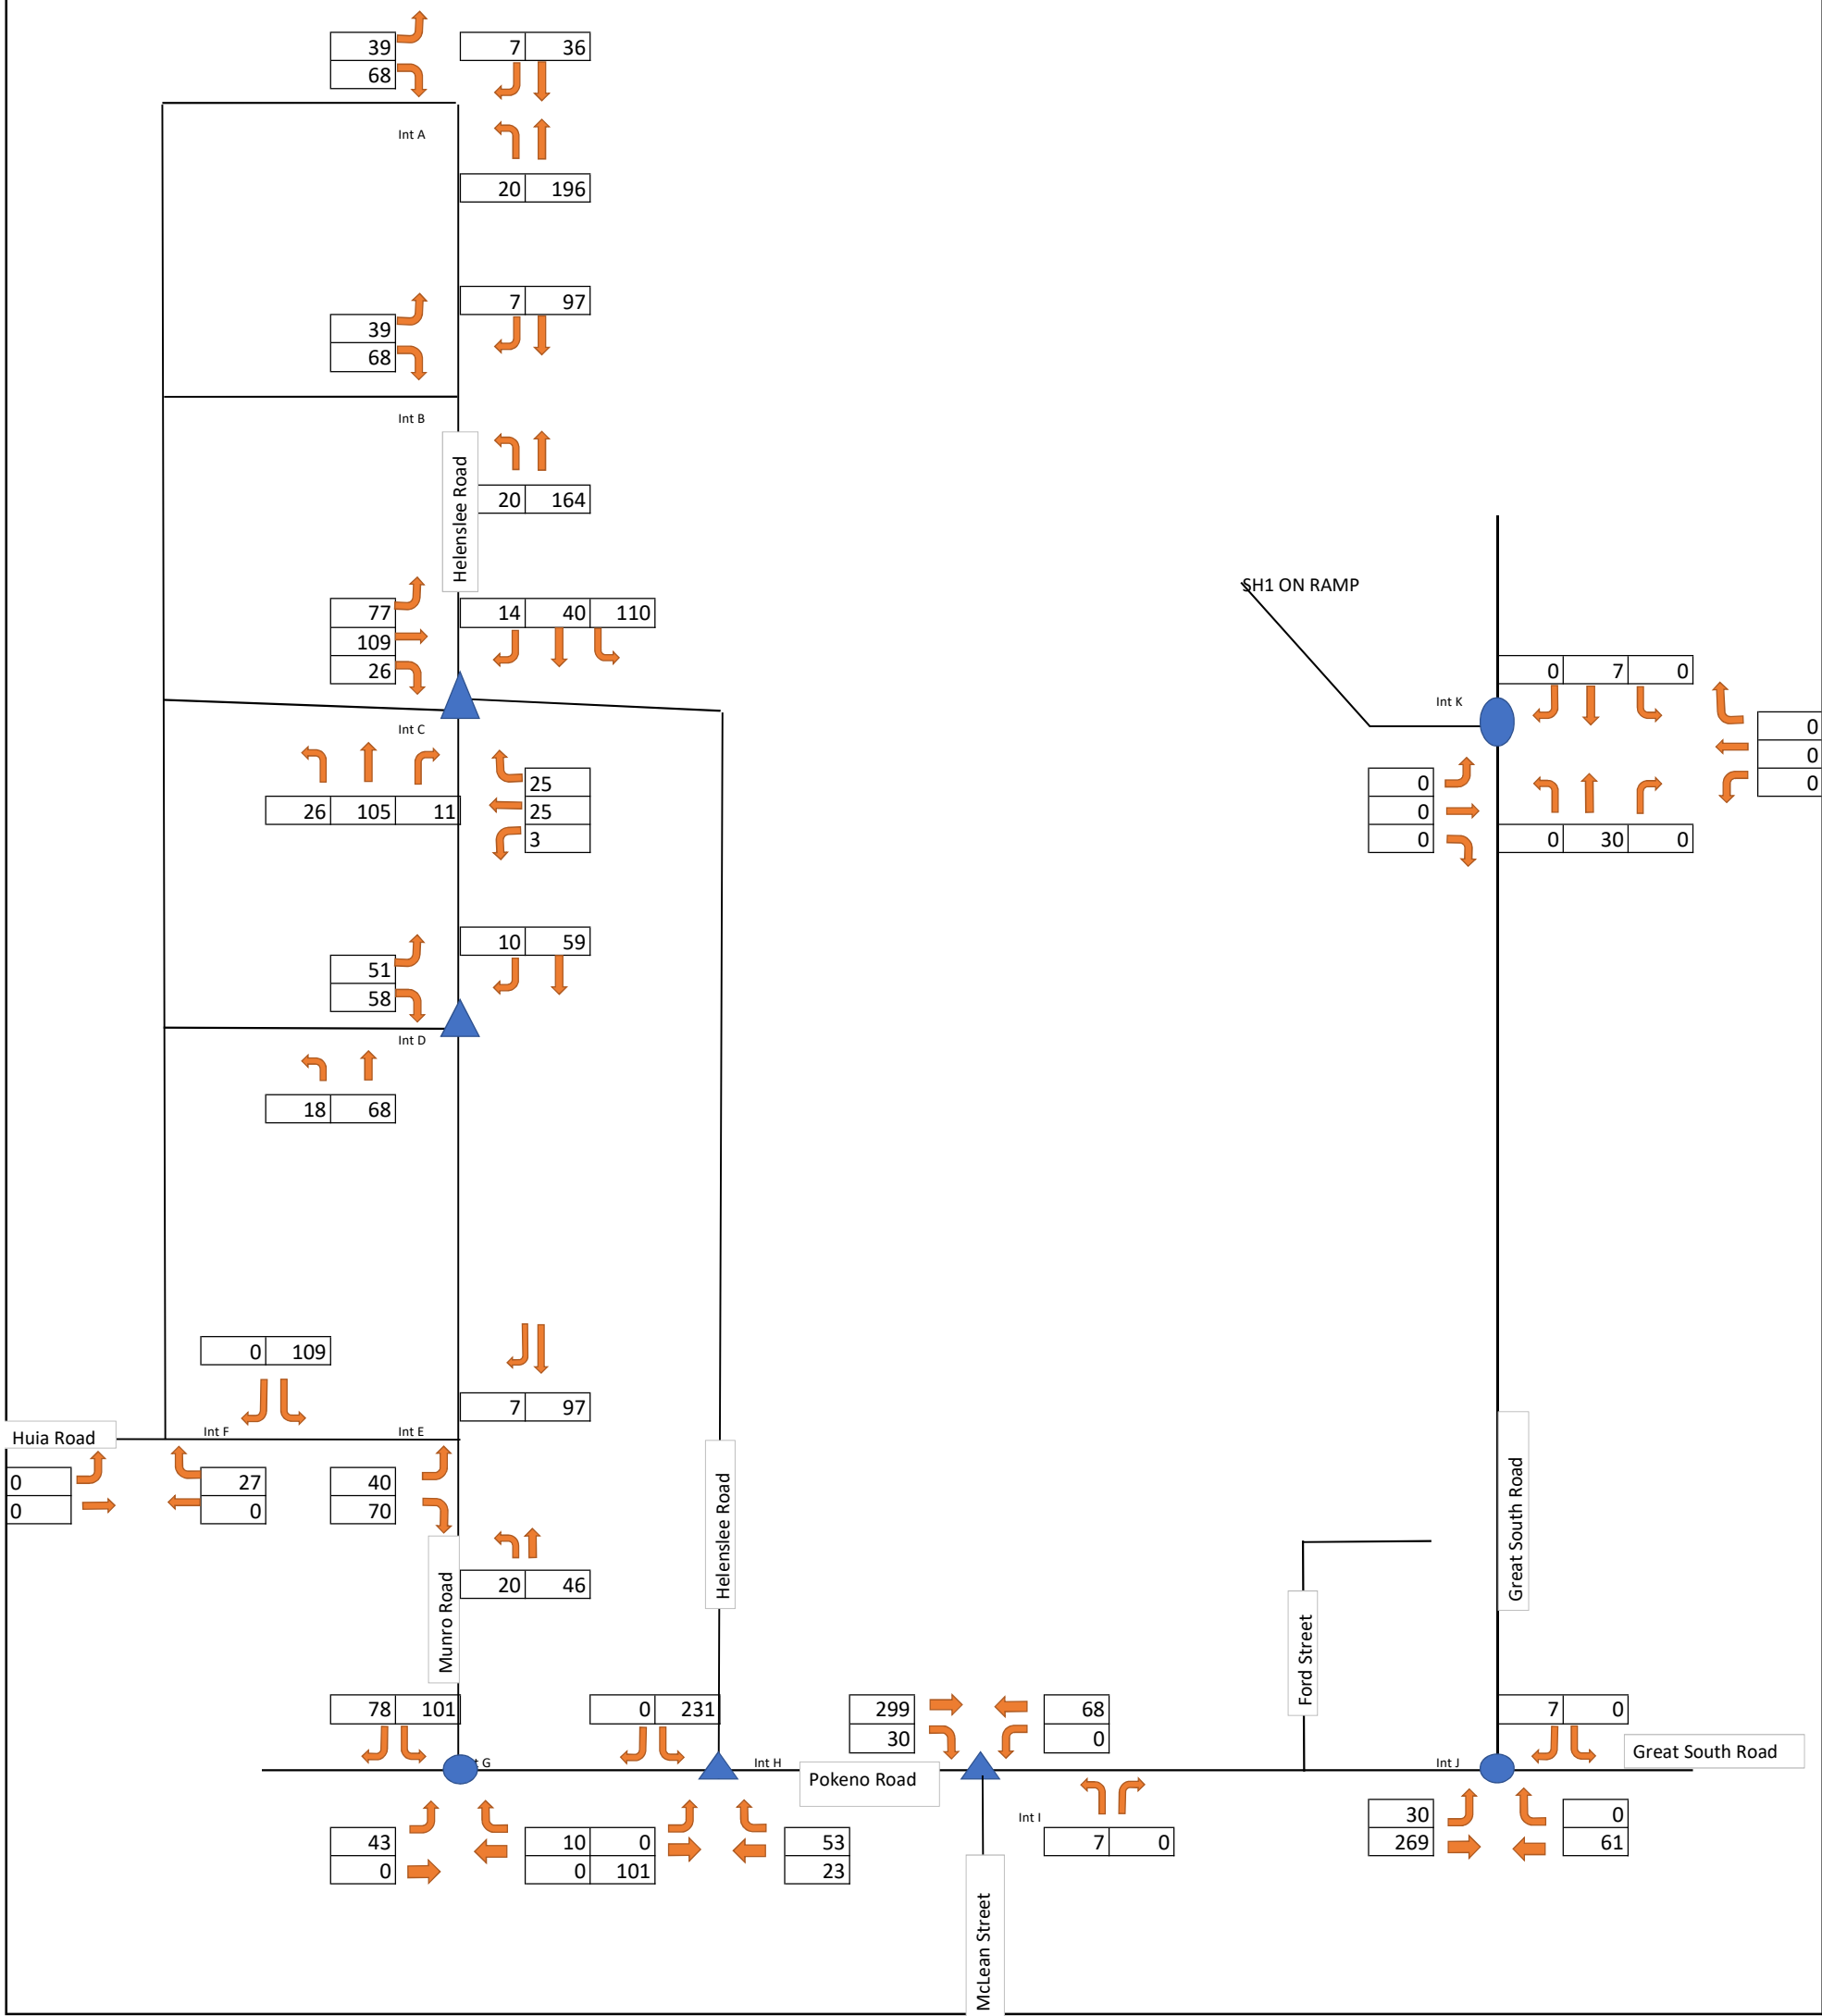 39
7 36
68
Int A
20 196
7 97
39
68
Int B
Helenslee Road
20 164
SH1 ON RAMP
77
14 40 110
109
26
0 7 0
Int K
0
0
0
Int C
25
25
3
26 105 11
0
0
0
0 30 0
10 59
51
58
Int D
18 68
0 109
7 97
Huia Road
Int F
Int E
0
0
27
0
40
70
Helenslee Road
Great South Road
Munro Road
20 46
Ford Street
78 101
0 231
299
30
68
0
7 0
t G
Int H
Pokeno Road
Int J
Great South Road
43
0
10 0
0 101
53
23
Int I
7 0
30
269
0
61
McLean Street